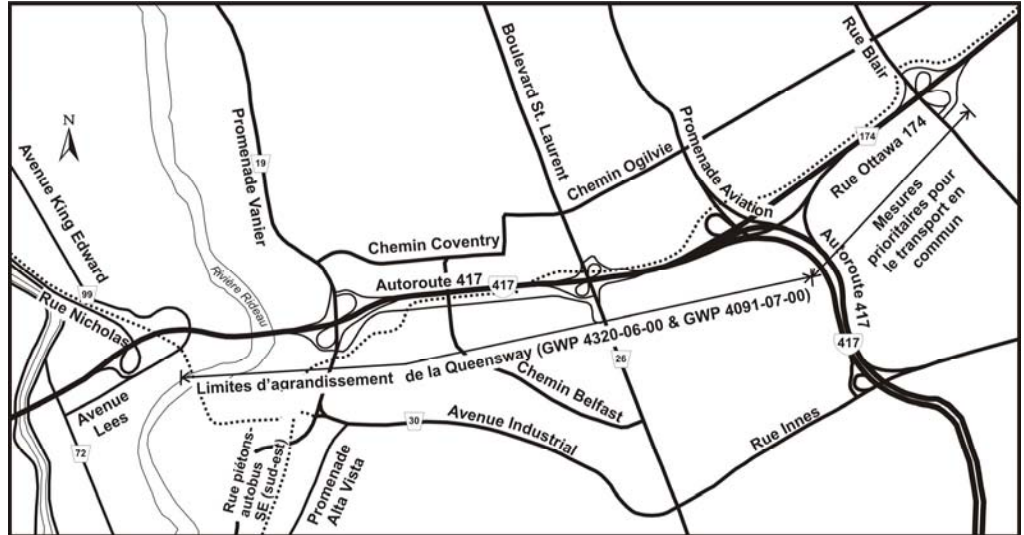 N
Avenue King Edward
99
Rue Nicholas
Avenue
Lees
72
Rivière Rideau
19
Promenade Vanier
Chemin Coventry
Autoroute 417
417
Boulevard St. Laurent
Chemin Ogilvie
Promenade Aviation
Rue Blair
174
Rue Ottawa 174
Mesures
prioritaires pour
le transport en
commun
Autoroute 417
417
Limites d'agrandissement de la Queensway (GWP 4320-06-00 & GWP 4091-07-00)
26
Chemin Belfast
30
Avenue Industrial
Rue Innes
Rue piétons-
autobus
SE (sud-est)
Promenade
Alta Vista